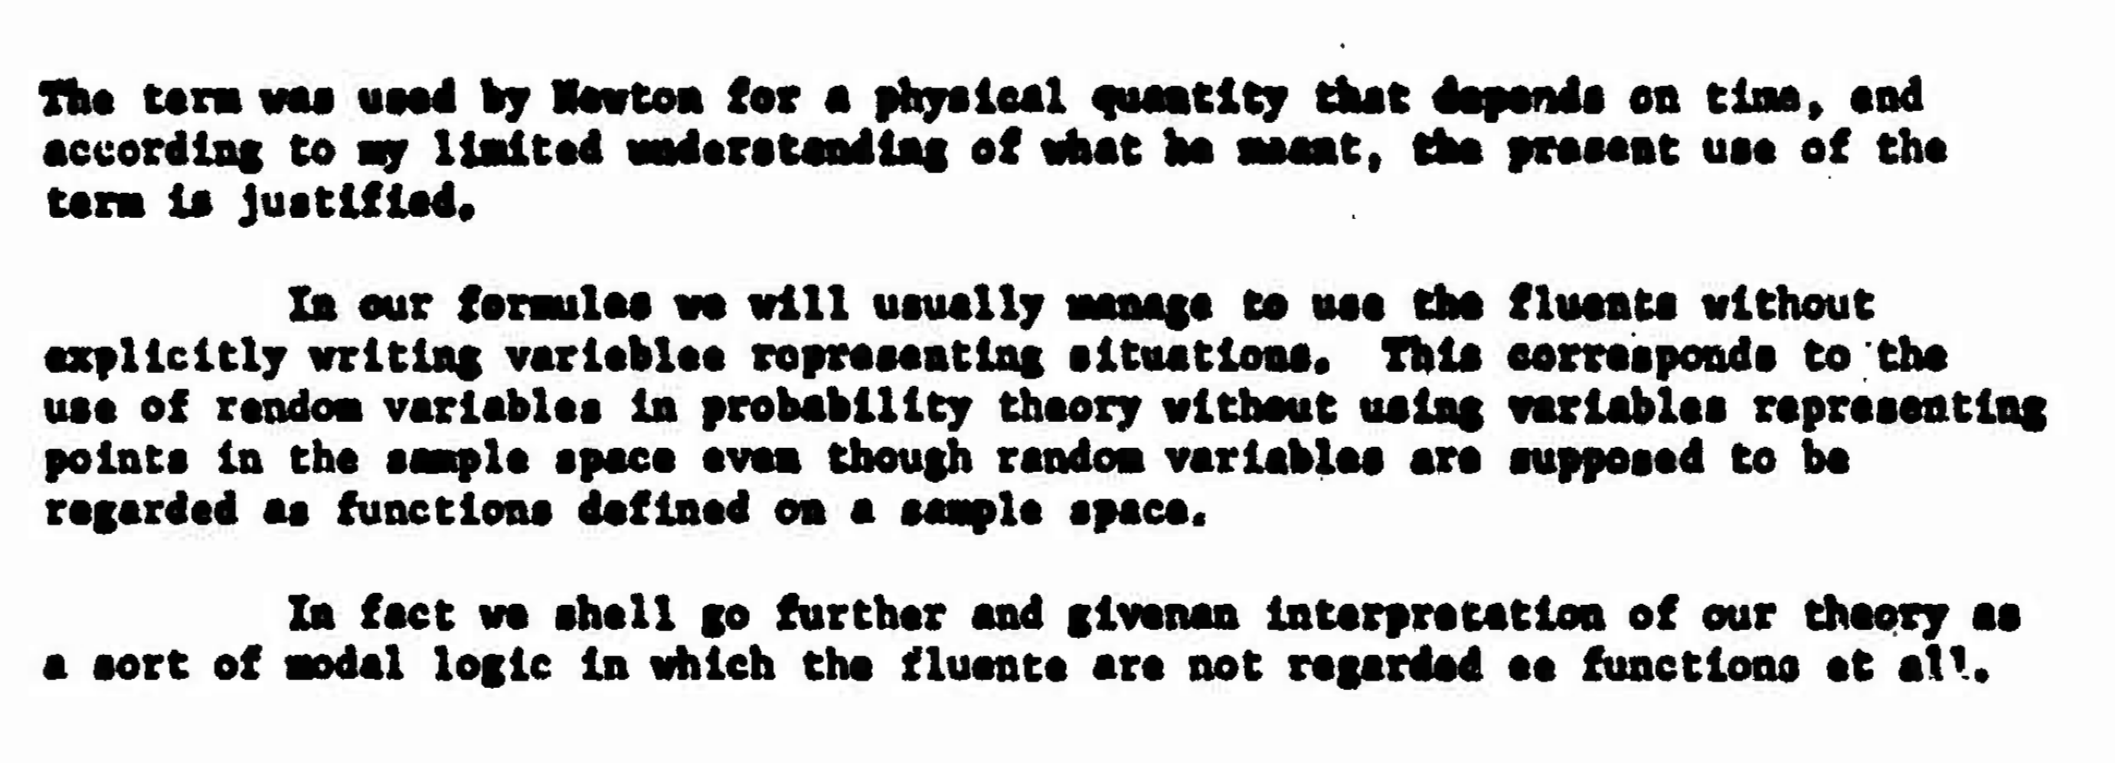 The term was used by Newton for a physical quantity that depends on time, and
according to my limited understanding of what he meant, the present use of the
term is justified.
In our formulas we will usually manage to use the fluents without
explicitly writing variables representing situations. This corresponds to the
use of random variables in probability theory without using variables representing
points in the sample space even though random variables are supposed to be
regarded as functions defined on a sample space.
In fact we shall go further and givenan interpretation of our theory as
a sort of modal logic in which the fluents are not regarded as functions at all.